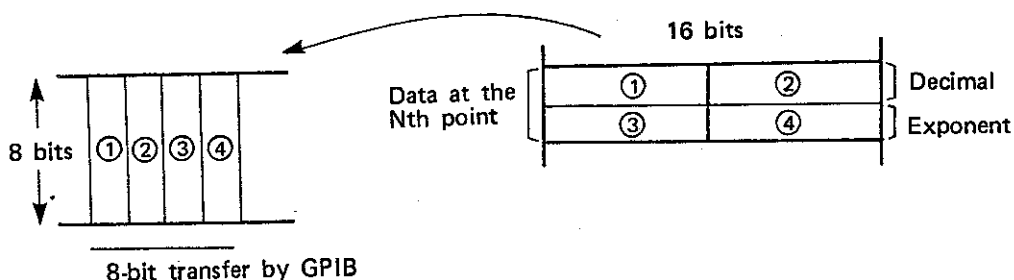 16 bits
Data at the
Nth point
① ②
③ ④
Decimal
Exponent
8 bits
① ② ③ ④
8-bit transfer by GPIB